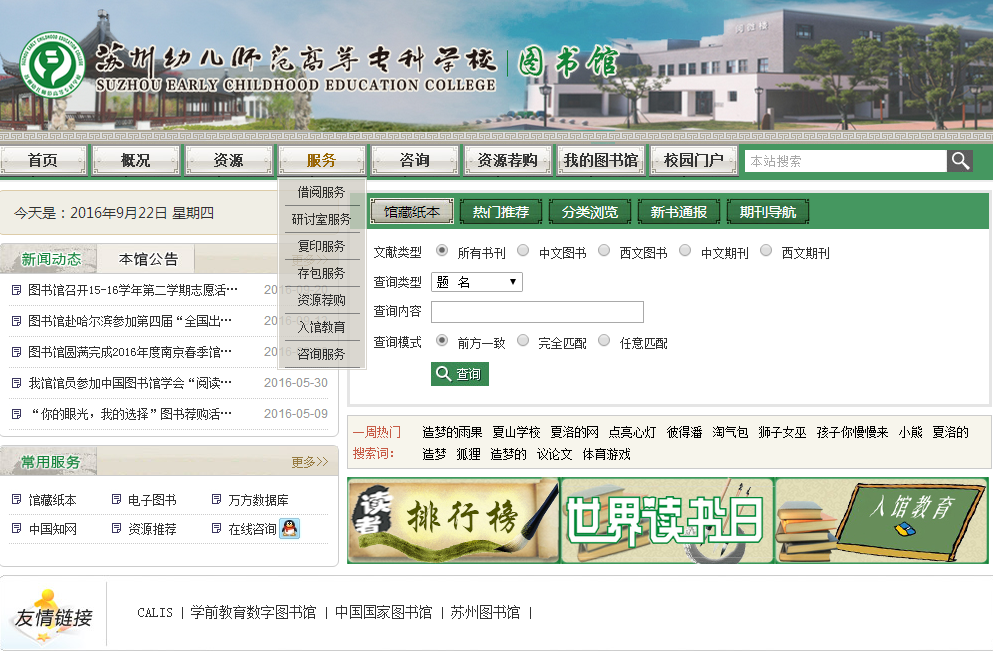 苏州幼儿师范高等专科学校 图书馆
SUZHOU EARLY CHILDHOOD EDUCATION COLLEGE
首页 概况 资源 服务 咨询 资源荐购 我的图书馆 校园门户 本站搜索
借阅服务
研讨室服务
复印服务
存包服务
资源荐购
入馆教育
咨询服务
今天是：2016年9月22日 星期四
新闻动态 本馆公告
图书馆召开15-16学年第二学期志愿活…
图书馆赴哈尔滨参加第四届“全国出…
图书馆圆满完成2016年度南京春季馆…
我馆馆员参加中国图书馆学会“阅读… 2016-05-30
“你的眼光，我的选择”图书荐购活… 2016-05-09
常用服务 更多>>
馆藏纸本 电子图书 万方数据库
中国知网 资源推荐 在线咨询
馆藏纸本 热门推荐 分类浏览 新书通报 期刊导航
文献类型 所有书刊 中文图书 西文图书 中文期刊 西文期刊
查询类型 题 名
查询内容
查询模式 前方一致 完全匹配 任意匹配
查询
一周热门 造梦的雨果 夏山学校 夏洛的网 点亮心灯 彼得潘 淘气包 狮子女巫 孩子你慢慢来 小熊 夏洛的
搜索词： 造梦 狐狸 造梦的 议论文 体育游戏
读者 排行榜 世界读书日 入馆教育
友情链接 CALIS | 学前教育数字图书馆 | 中国国家图书馆 | 苏州图书馆 |